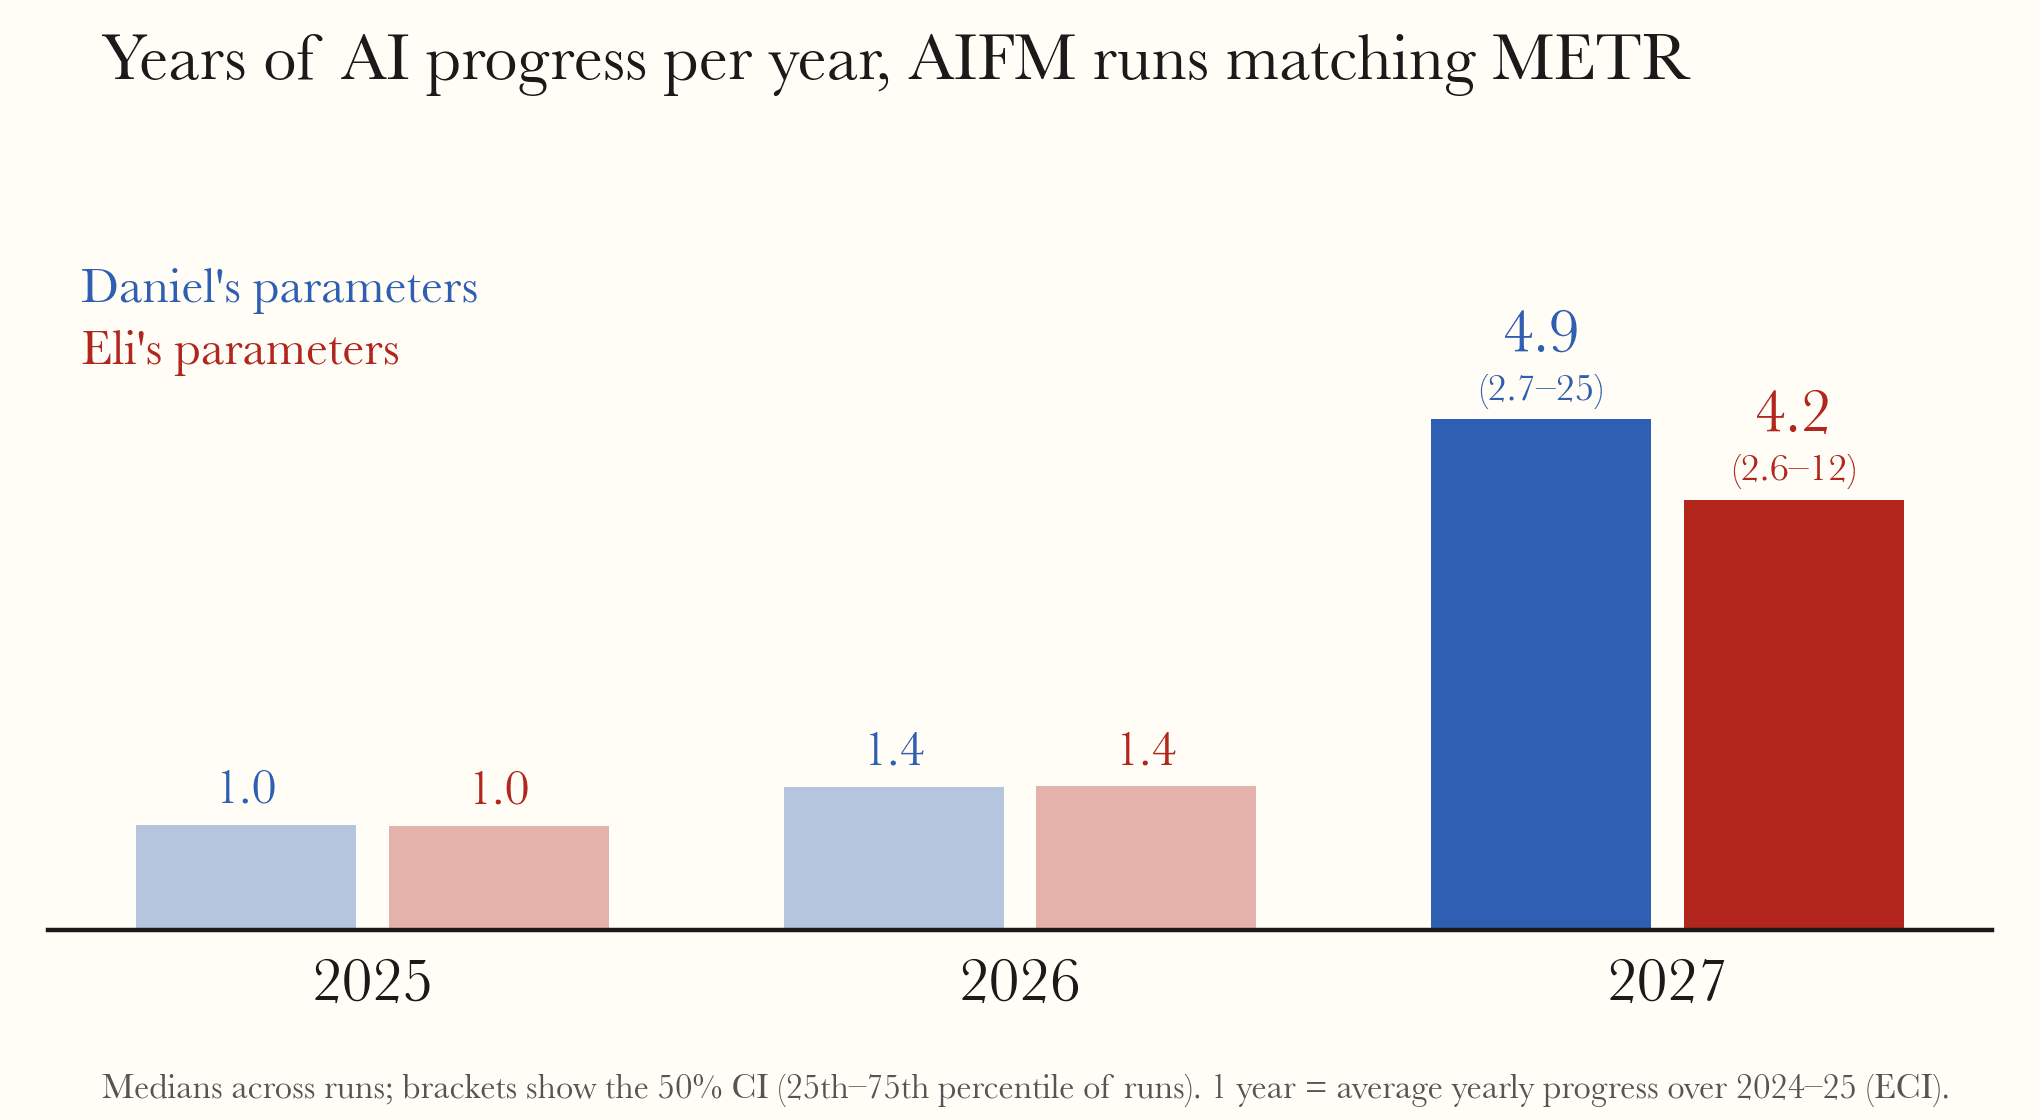 Years of AI progress per year, AIFM runs matching METR
Daniel's parameters
Eli's parameters
4.9
(2.7–25)
4.2
(2.6–12)
1.4
1.4
1.0
1.0
2025
2026
2027
Medians across runs; brackets show the 50% CI (25th–75th percentile of runs). 1 year = average yearly progress over 2024–25 (ECI).